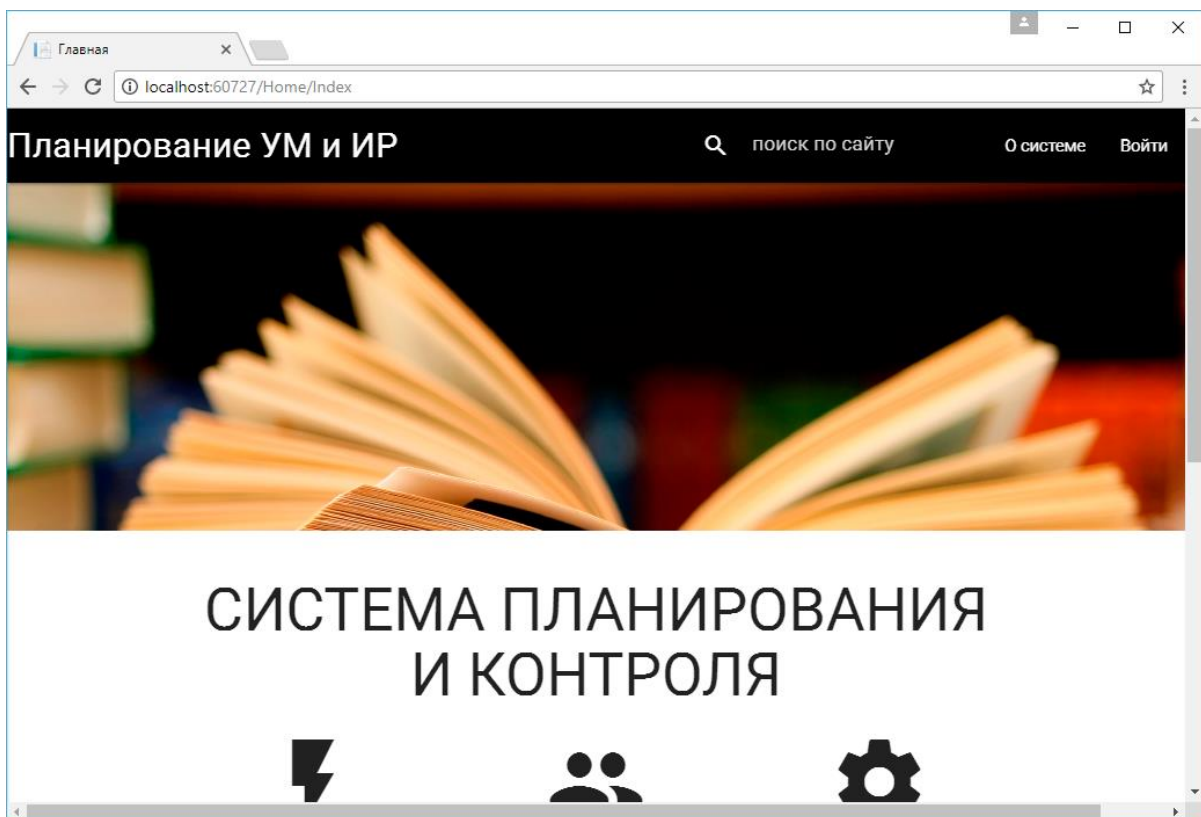 Главная
localhost:60727/Home/Index
Планирование УМ и ИР
поиск по сайту
О системе
Войти
СИСТЕМА ПЛАНИРОВАНИЯ
И КОНТРОЛЯ